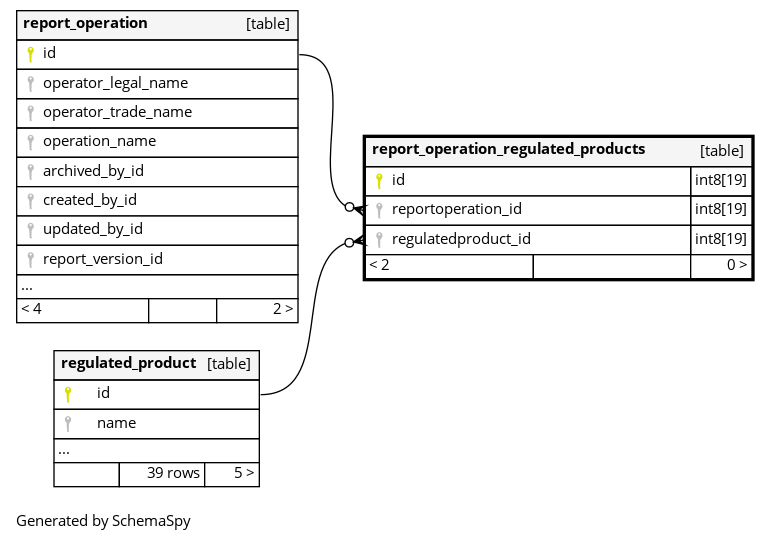 report_operation [table]
id
operator_legal_name
operator_trade_name
operation_name
archived_by_id
created_by_id
updated_by_id
report_version_id
...
< 4 2 >
report_operation_regulated_products [table]
id int8[19]
reportoperation_id int8[19]
regulatedproduct_id int8[19]
< 2 0 >
regulated_product [table]
id
name
...
39 rows 5 >
Generated by SchemaSpy